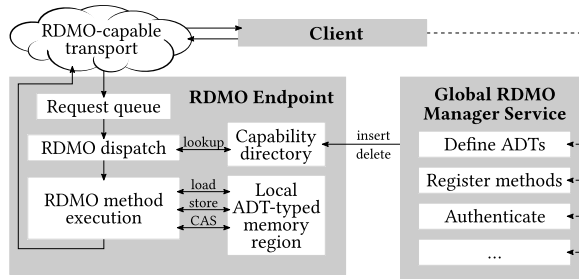 RDMO-capable
transport
Client
RDMO Endpoint
Request queue
RDMO dispatch
lookup
Capability
directory
insert
delete
RDMO method
execution
load
store
CAS
Local
ADT-typed
memory
region
Global RDMO
Manager Service
Define ADTs
Register methods
Authenticate
...